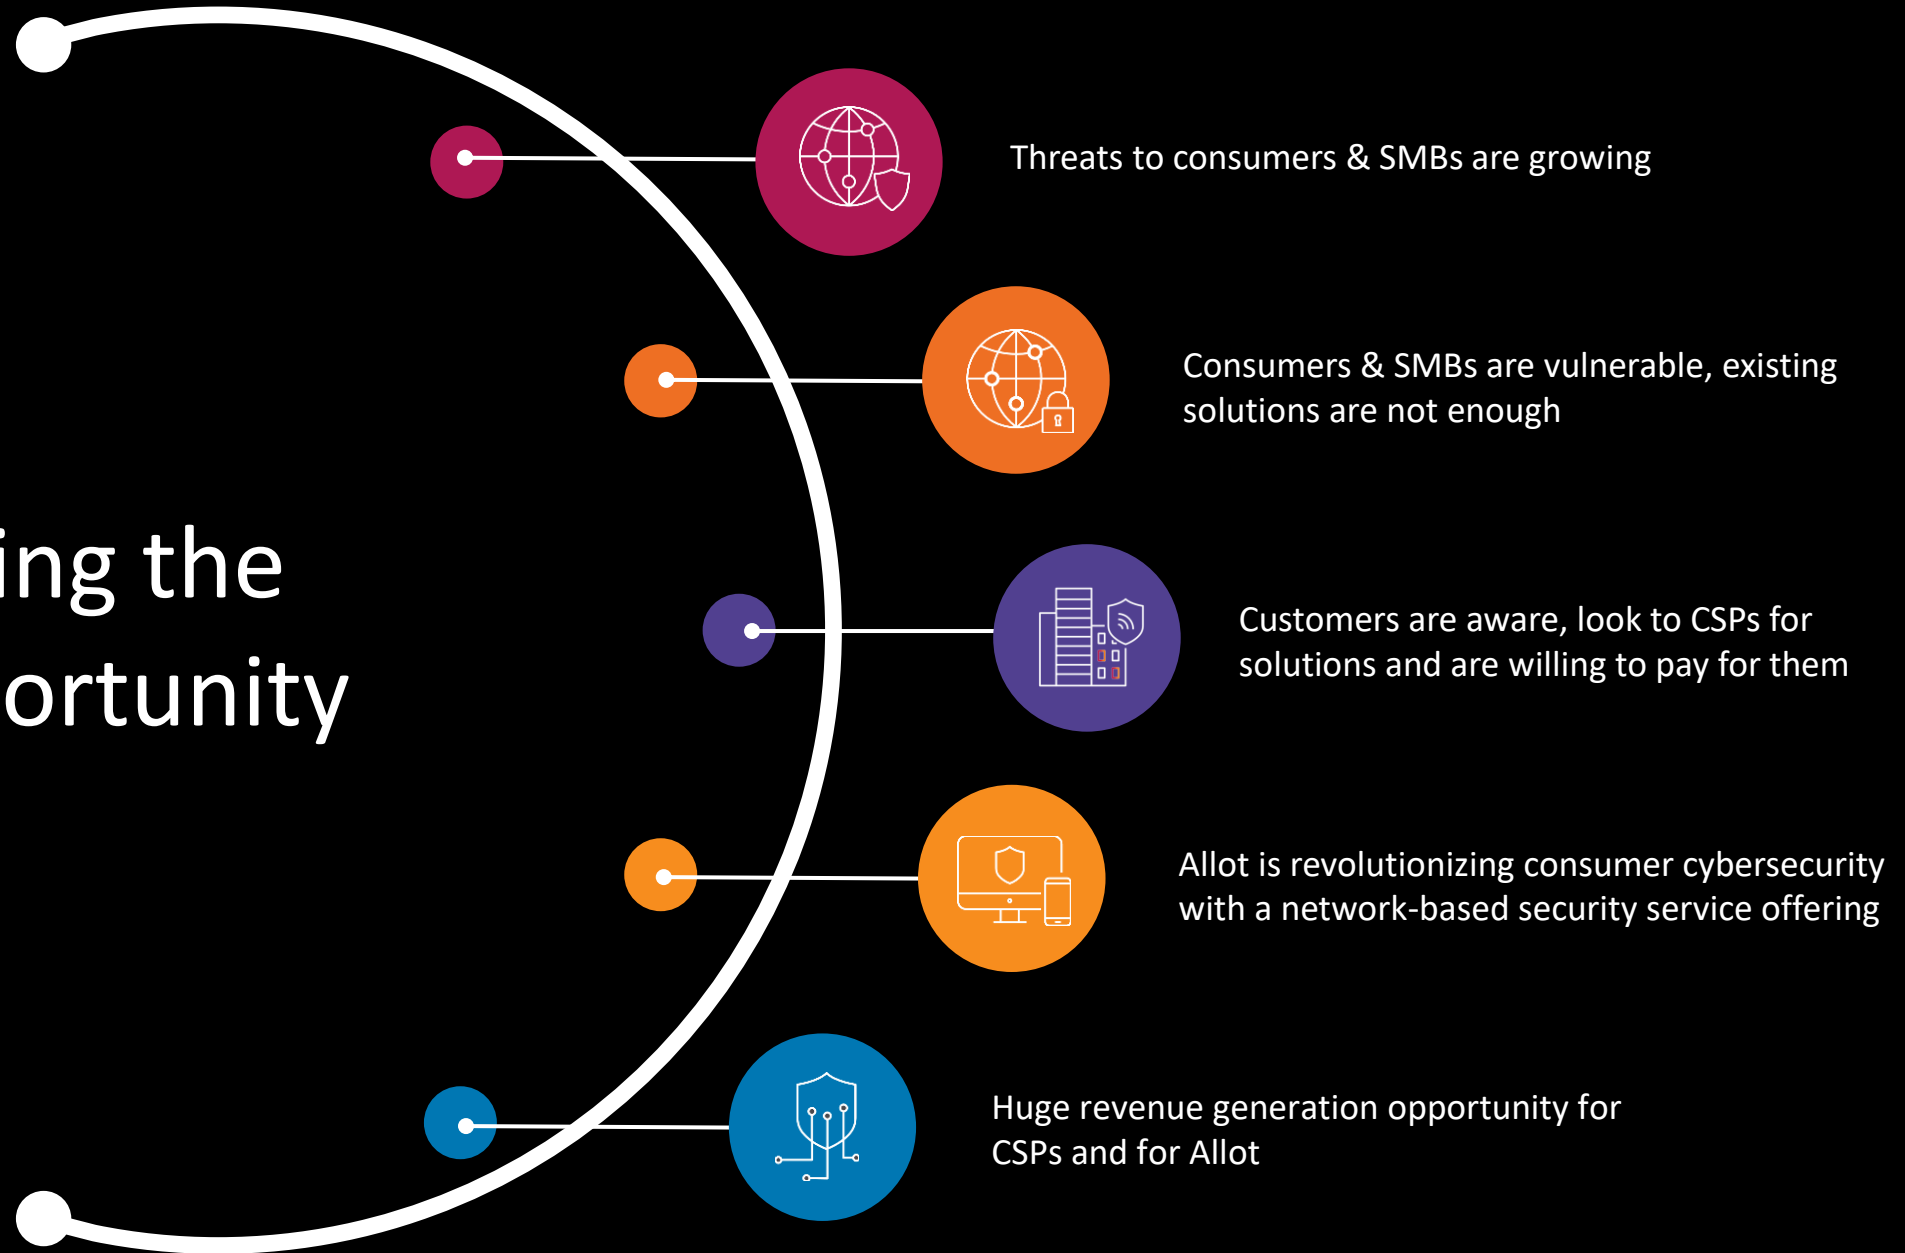 ing the
ortunity
Threats to consumers & SMBs are growing
Consumers & SMBs are vulnerable, existing
solutions are not enough
Customers are aware, look to CSPs for
solutions and are willing to pay for them
Allot is revolutionizing consumer cybersecurity
with a network-based security service offering
Huge revenue generation opportunity for
CSPs and for Allot